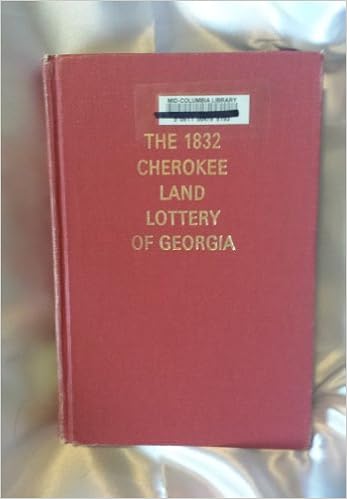 MID-COLUMBIA LIBRARY
THE 1832
CHEROKEE
LAND
LOTTERY
OF GEORGIA